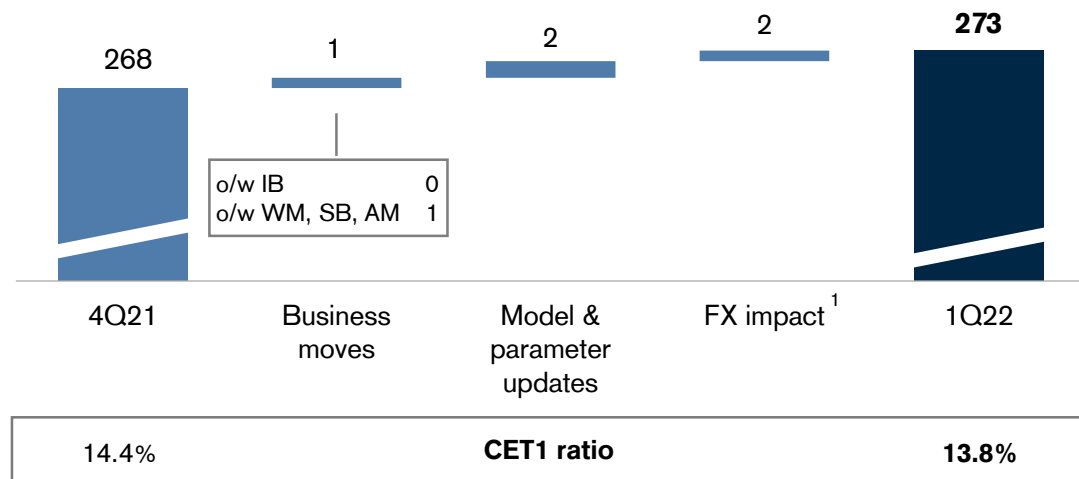 268
1
2
2
273
o/w IB 0
o/w WM, SB, AM 1
4Q21
Business
moves
Model &
parameter
updates
FX impact 1
1Q22
14.4%
CET1 ratio
13.8%